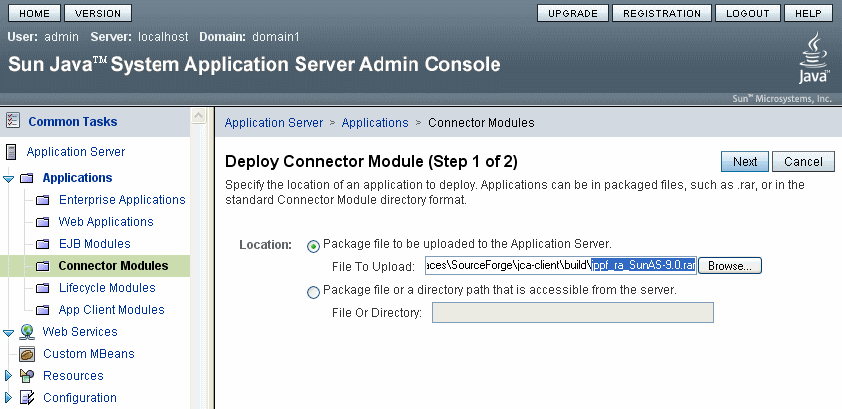 HOME VERSION UPGRADE REGISTRATION LOGOUT HELP
User: admin Server: localhost Domain: domain1
Sun Java™ System Application Server Admin Console
Java™
Sun™ Microsystems, Inc.
Common Tasks
Application Server
Applications
Enterprise Applications
Web Applications
EJB Modules
Connector Modules
Lifecycle Modules
App Client Modules
Web Services
Custom MBeans
Resources
Configuration
Application Server > Applications > Connector Modules
Deploy Connector Module (Step 1 of 2) Next Cancel
Specify the location of an application to deploy. Applications can be in packaged files, such as .rar, or in the
standard Connector Module directory format.
Location: Package file to be uploaded to the Application Server.
File To Upload: aces\SourceForge\jca-client\build\jppf_ra_SunAS-9.0.rar Browse...
Package file or a directory path that is accessible from the server.
File Or Directory: